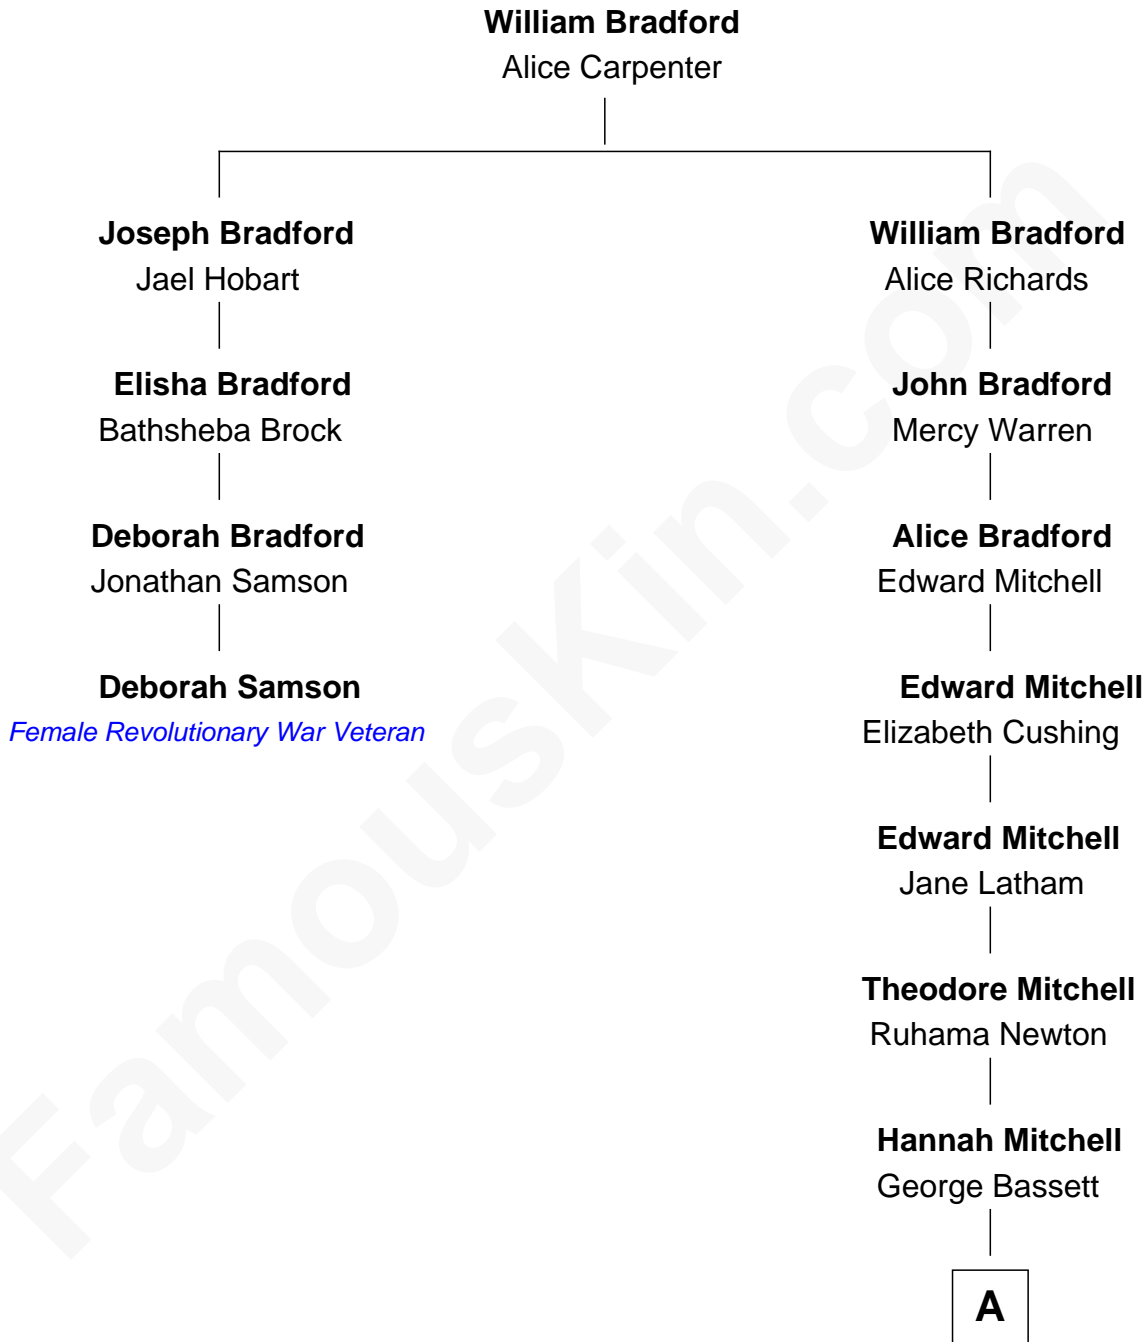 William Bradford
Alice Carpenter
Joseph Bradford
Jael Hobart
Elisha Bradford
Bathsheba Brock
Deborah Bradford
Jonathan Samson
Deborah Samson
Female Revolutionary War Veteran
William Bradford
Alice Richards
John Bradford
Mercy Warren
Alice Bradford
Edward Mitchell
Edward Mitchell
Elizabeth Cushing
Edward Mitchell
Jane Latham
Theodore Mitchell
Ruhama Newton
Hannah Mitchell
George Bassett
A
FamousKin.com